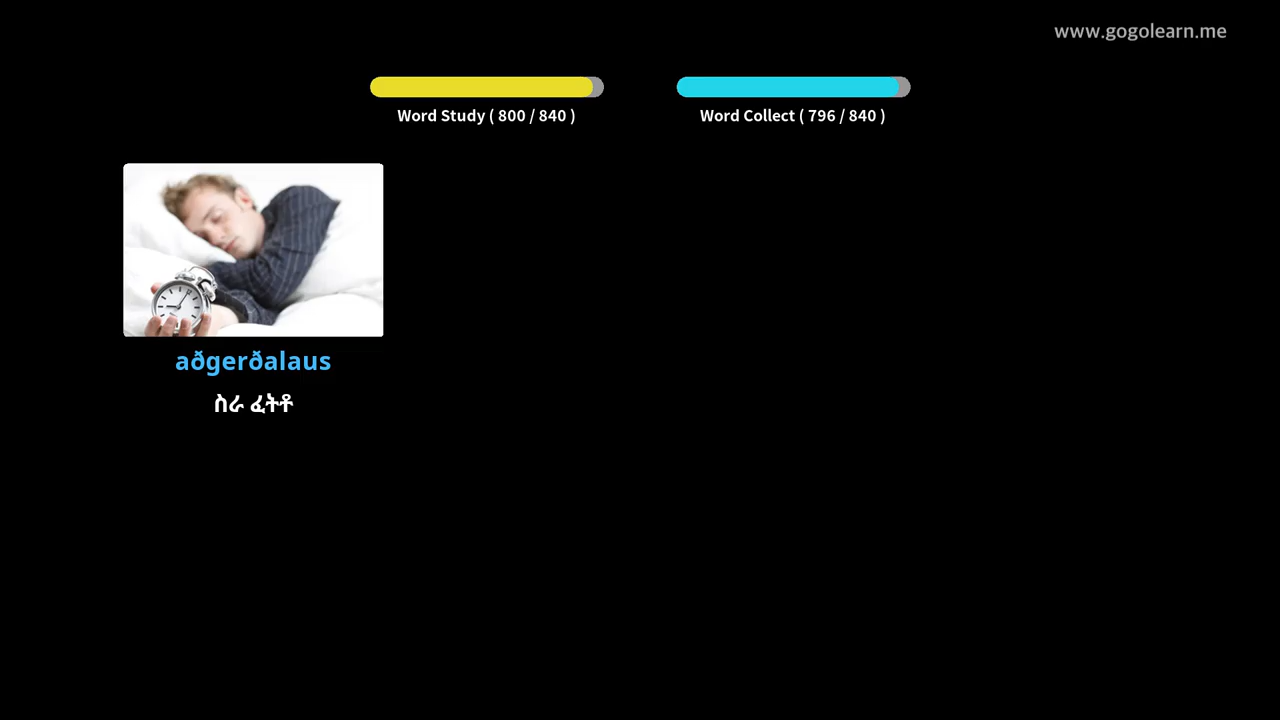 www.gogolearn.me
Word Study ( 800 / 840 )
Word Collect ( 796 / 840 )
aðgerðalaus
ስራ ፈትቶ